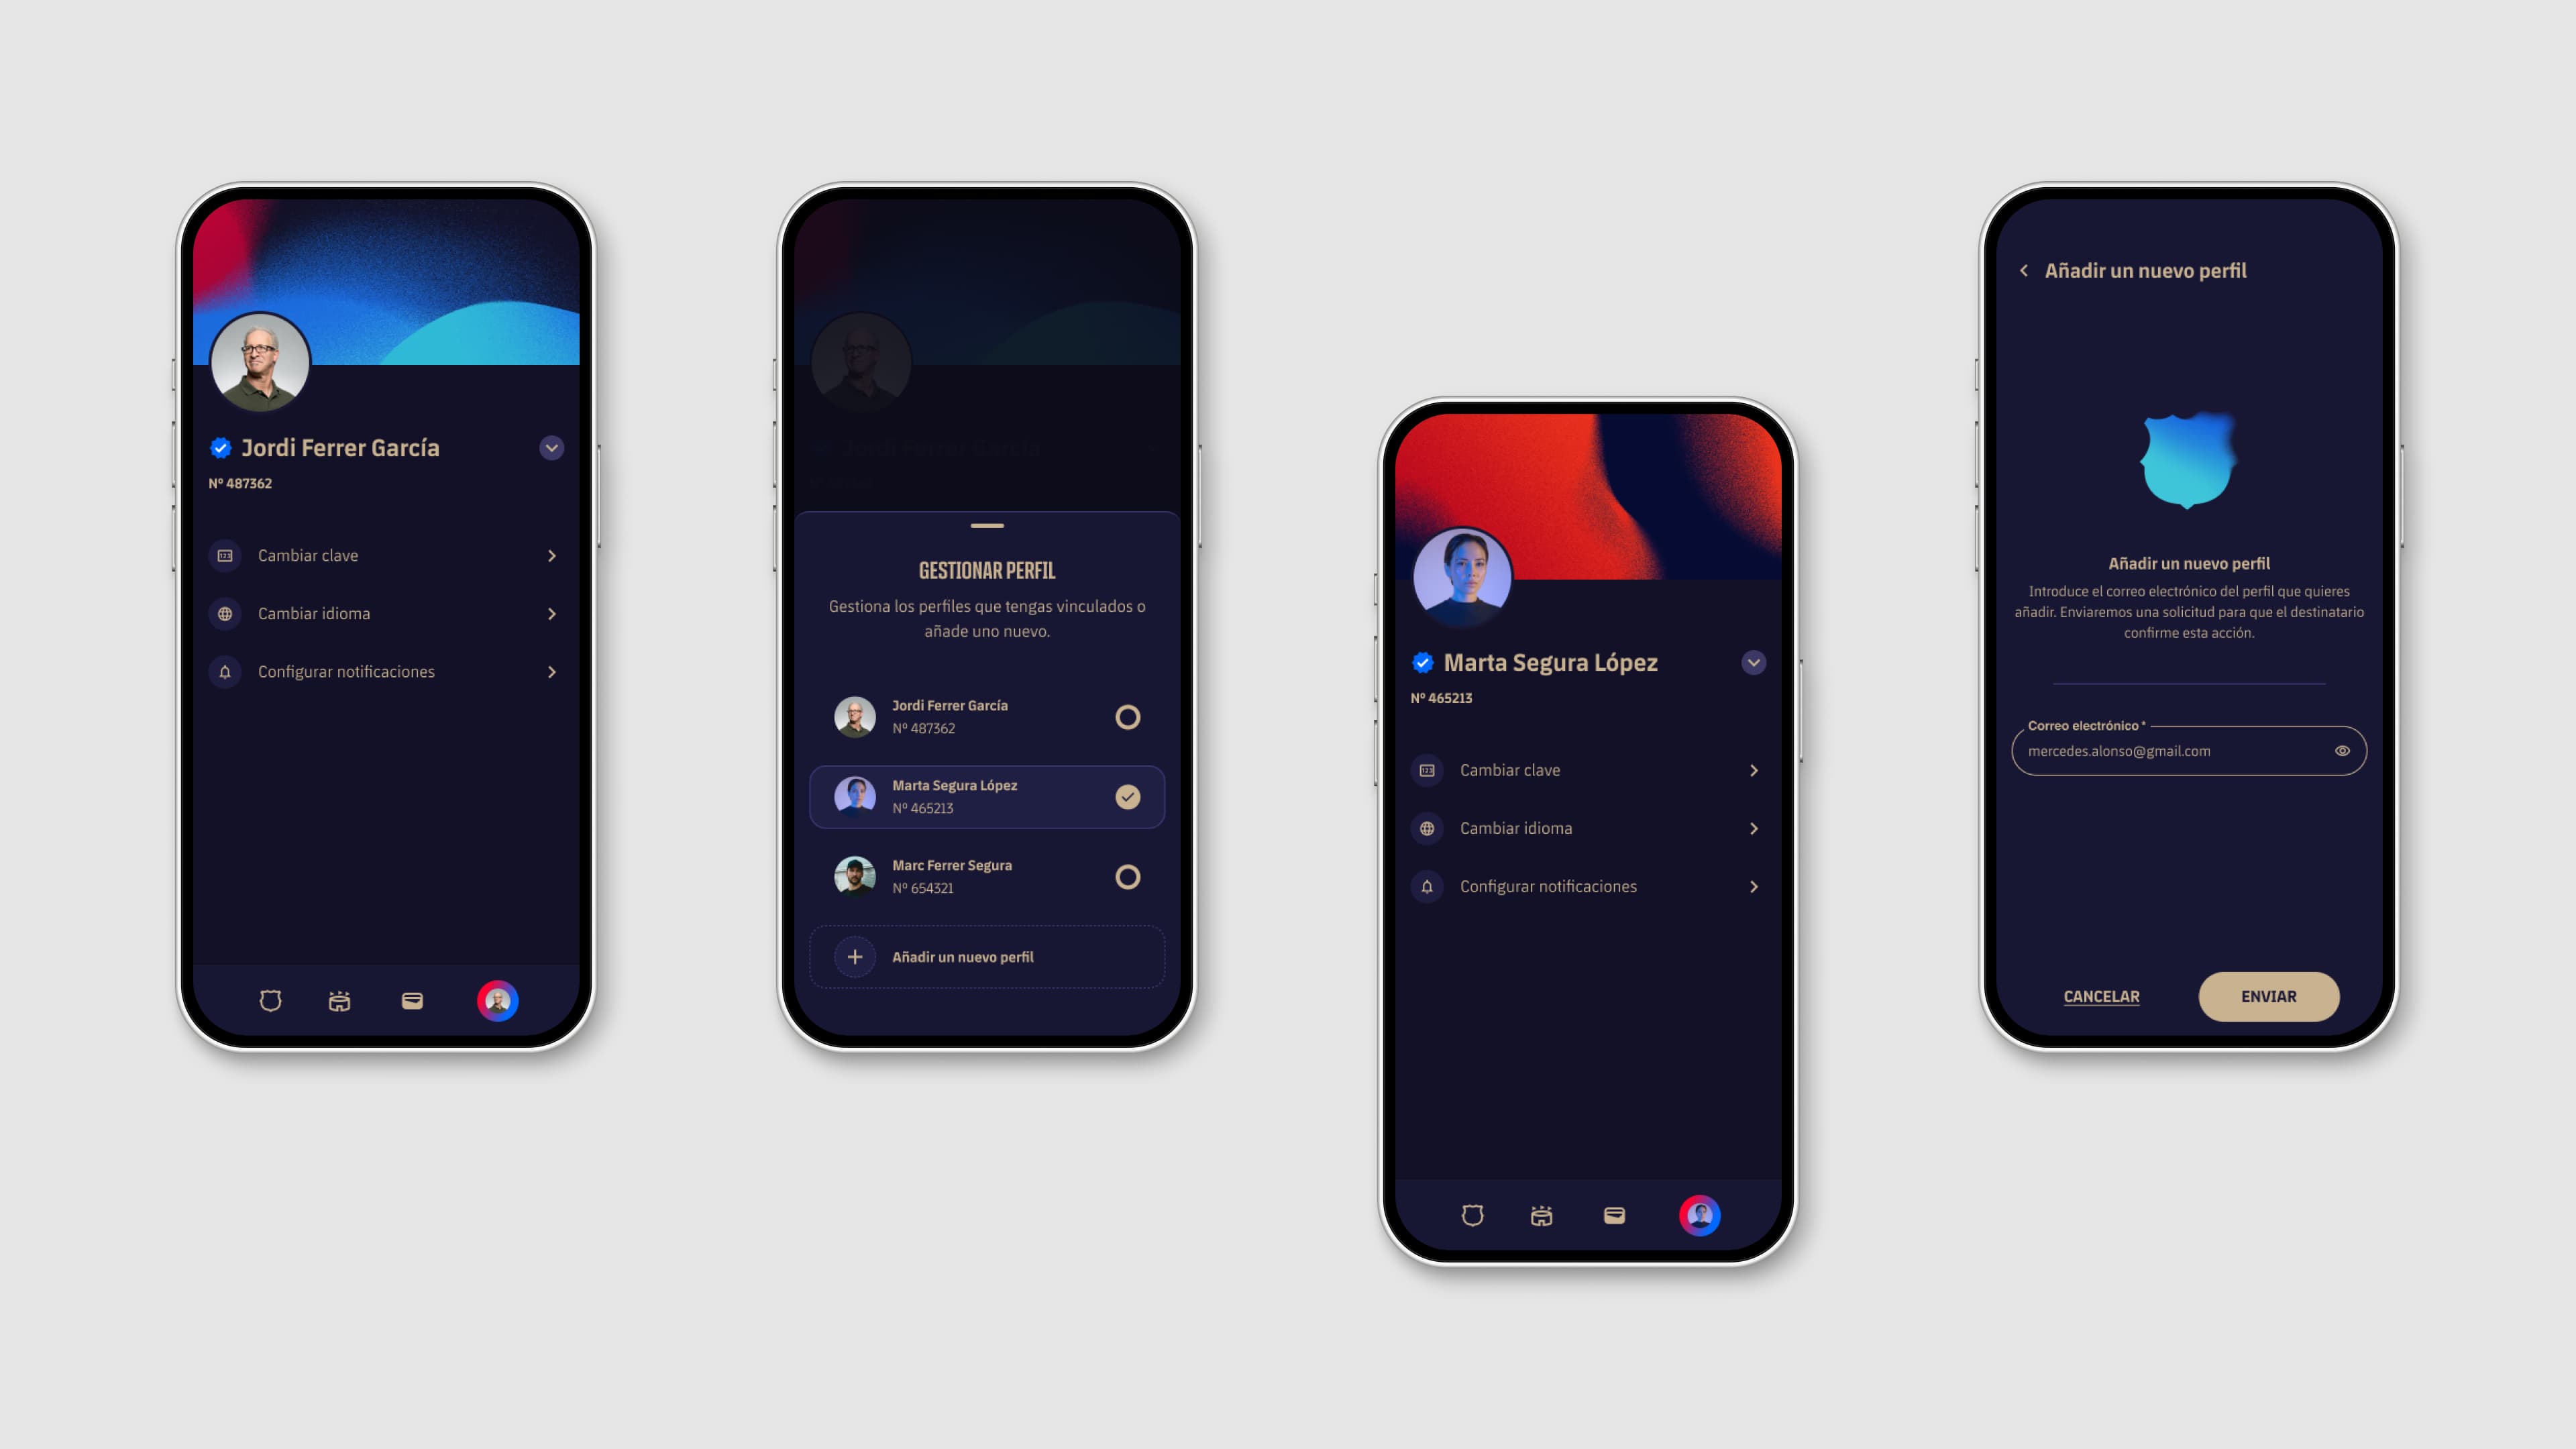 Jordi Ferrer García
Nº 487362
Cambiar clave
Cambiar idioma
Configurar notificaciones
Jordi Ferrer García
GESTIONAR PERFIL
Gestiona los perfiles que tengas vinculados o
añade uno nuevo.
Jordi Ferrer García
Nº 487362
Marta Segura López
Nº 465213
Marc Ferrer Segura
Nº 654321
Añadir un nuevo perfil
Marta Segura López
Nº 465213
Cambiar clave
Cambiar idioma
Configurar notificaciones
Añadir un nuevo perfil
Añadir un nuevo perfil
Introduce el correo electrónico del perfil que quieres
añadir. Enviaremos una solicitud para que el destinatario
confirme esta acción.
Correo electrónico *
mercedes.alonso@gmail.com
CANCELAR
ENVIAR